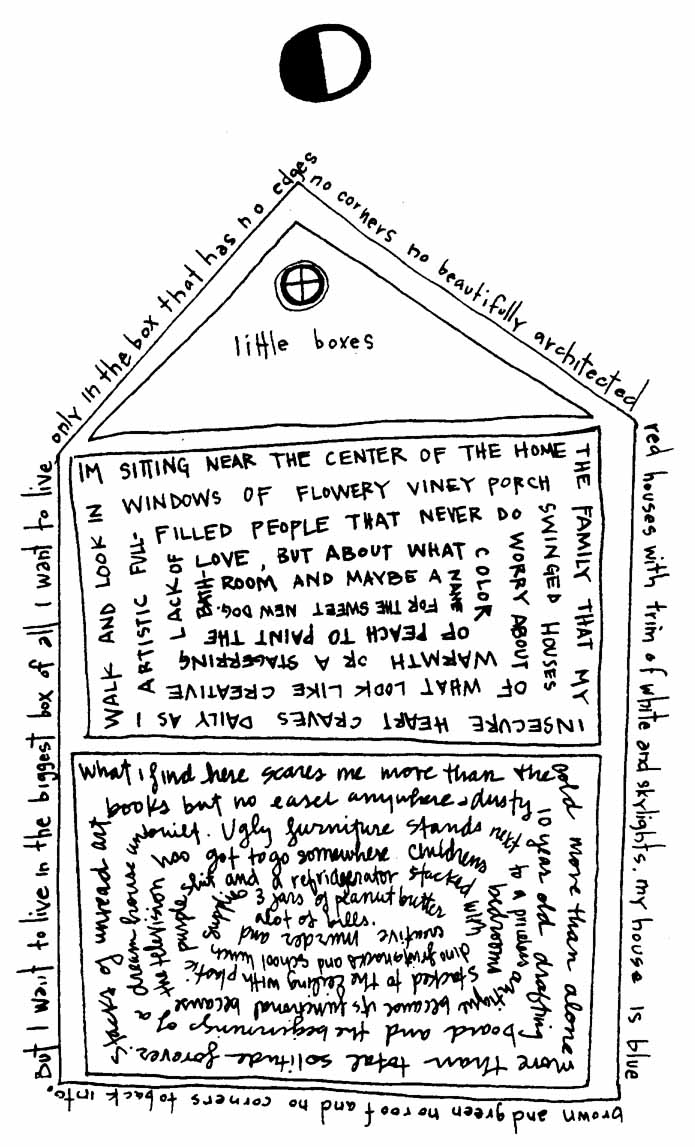 little boxes
IM SITTING NEAR THE CENTER OF THE HOME
THE FAMILY THAT MY
INSECURE HEART CRAVES DAILY AS I
WALK AND LOOK IN
WINDOWS OF FLOWERY VINEY PORCH
SWINGED HOUSES
OF WHAT LOOK LIKE CREATIVE
ARTISTIC FULL-
FILLED PEOPLE THAT NEVER DO
WORRY ABOUT
WARMTH OR A STAGERRING
LACK OF
LOVE, BUT ABOUT WHAT
COLOR
OF PEACH TO PAINT THE
BATH-
ROOM AND MAYBE A
NAME
FOR THE SWEET NEW DOG.
what i find here scares me more than the
cold more than alone
more than total solitude forever.
stacks of unread art
books but no easel anywhere. dusty
10 year old drafting
board and the beginnings of a
dream house unbuilt.
Ugly furniture stands next
to a priceless antique because its functional because
the television has got to go somewhere. childrens
bedrooms
stacked to the ceiling with plastic
purple shit and a refrigerator stacked with
dino frig snacks and school lunch
supplies
3 jars of peanut butter
creative murder and
alot of bills.
But I want to live in the biggest box of all I want to live
only in the box that has no edges
no corners no beautifully architected
red houses with trim of white and skylights. my house is blue
brown and green no roof and no corners to back into.